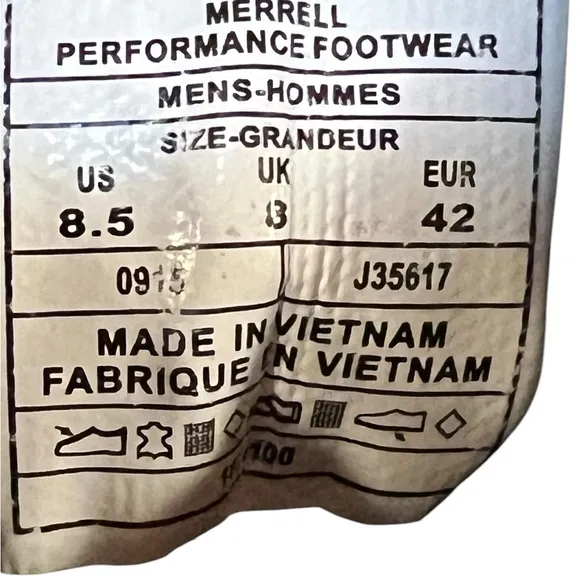 MERRELL
PERFORMANCE FOOTWEAR
MENS-HOMMES
SIZE-GRANDEUR
US UK EUR
8.5 8 42
0915 J35617
MADE IN VIETNAM
FABRIQUE EN VIETNAM